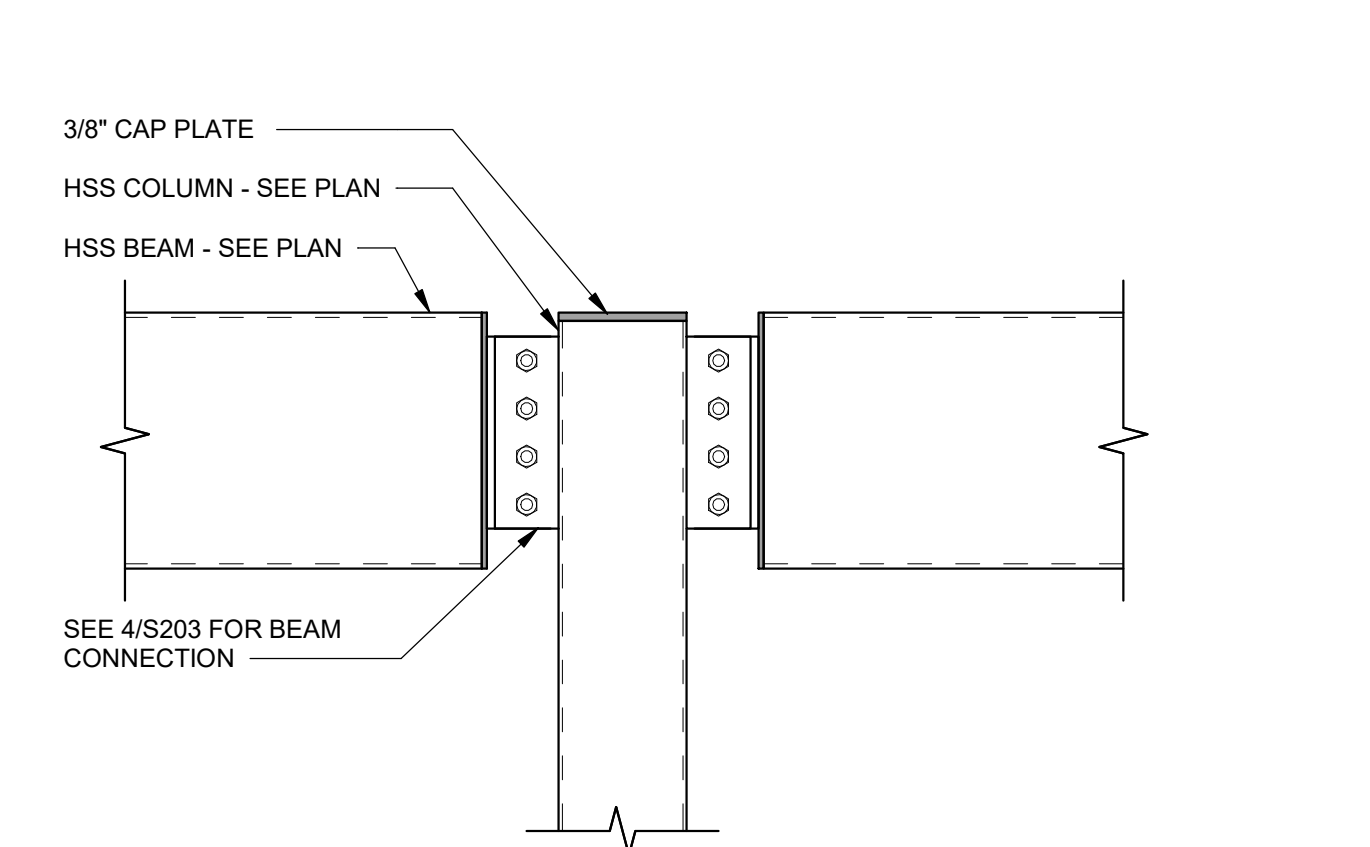 3/8" CAP PLATE
HSS COLUMN - SEE PLAN
HSS BEAM - SEE PLAN
SEE 4/S203 FOR BEAM
CONNECTION